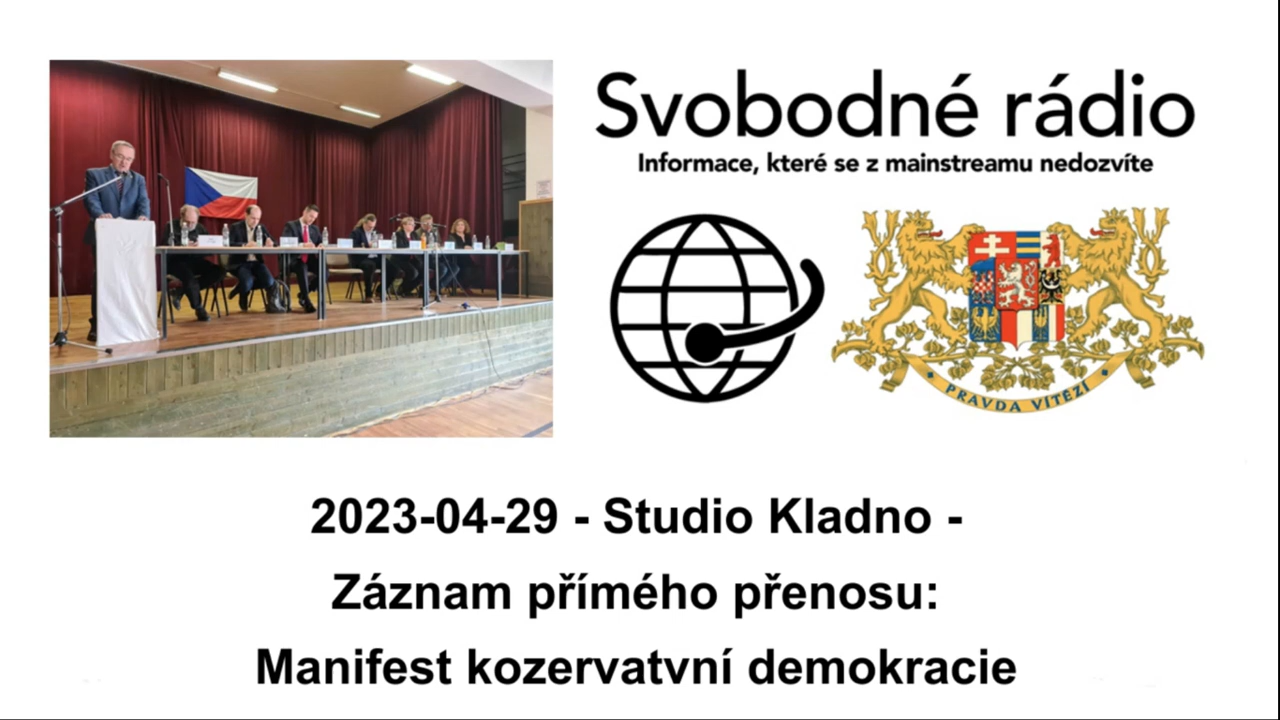 Svobodné rádio
Informace, které se z mainstreamu nedozvíte
PRAVDA VÍTĚZÍ
2023-04-29 - Studio Kladno -
Záznam přímého přenosu:
Manifest kozervatvní demokracie